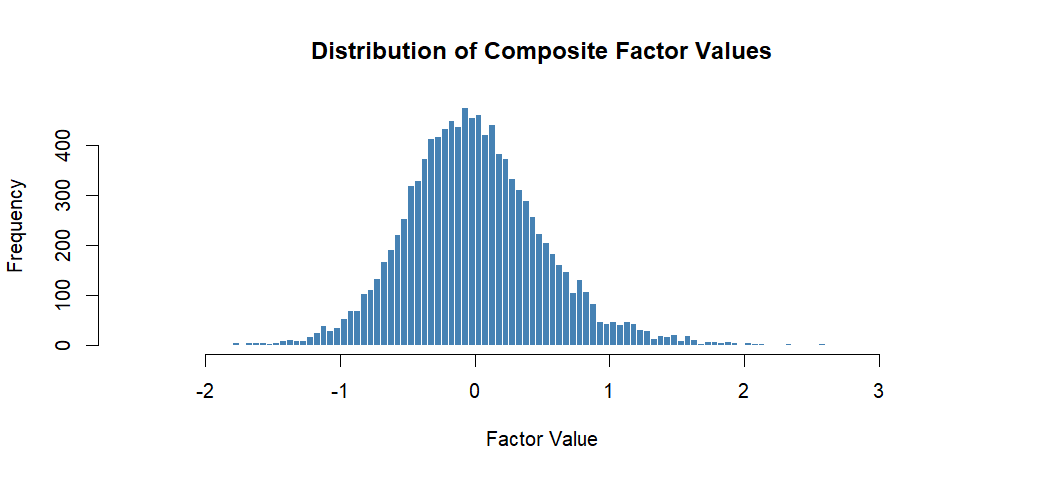 Distribution of Composite Factor Values
Frequency
400
300
200
100
0
-2 -1 0 1 2 3
Factor Value